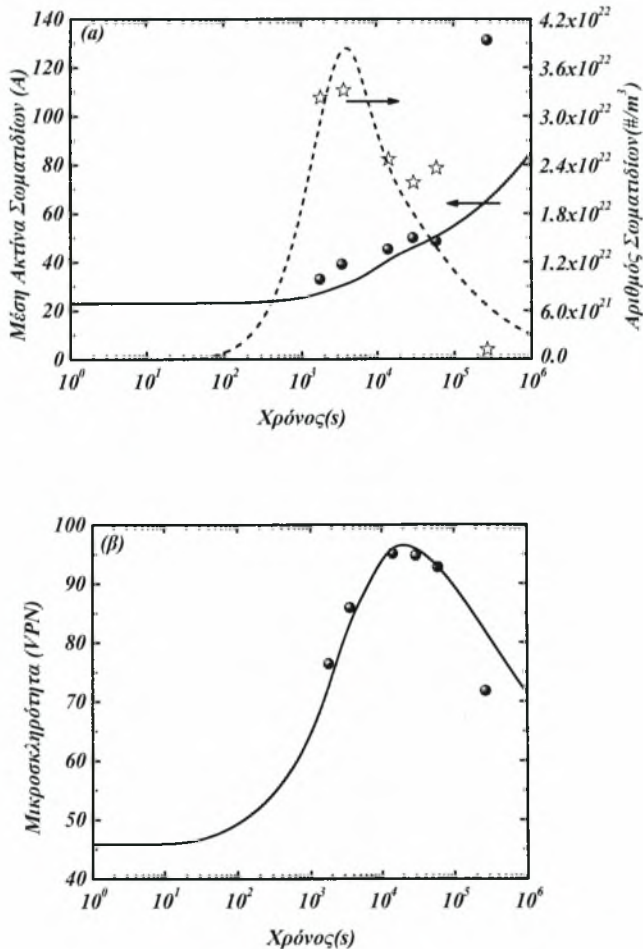 (a)
Μέση Ακτίνα Σωματιδίων (A)
140
120
100
80
60
40
20
0
4.2x10^22
3.6x10^22
3.0x10^22
2.4x10^22
1.8x10^22
1.2x10^22
6.0x10^21
0.0
Αριθμός Σωματιδίων(#/m^3)
10^0 10^1 10^2 10^3 10^4 10^5 10^6
Χρόνος(s)
(β)
Μικροσκληρότητα (VPN)
100
90
80
70
60
50
40
10^0 10^1 10^2 10^3 10^4 10^5 10^6
Χρόνος(s)